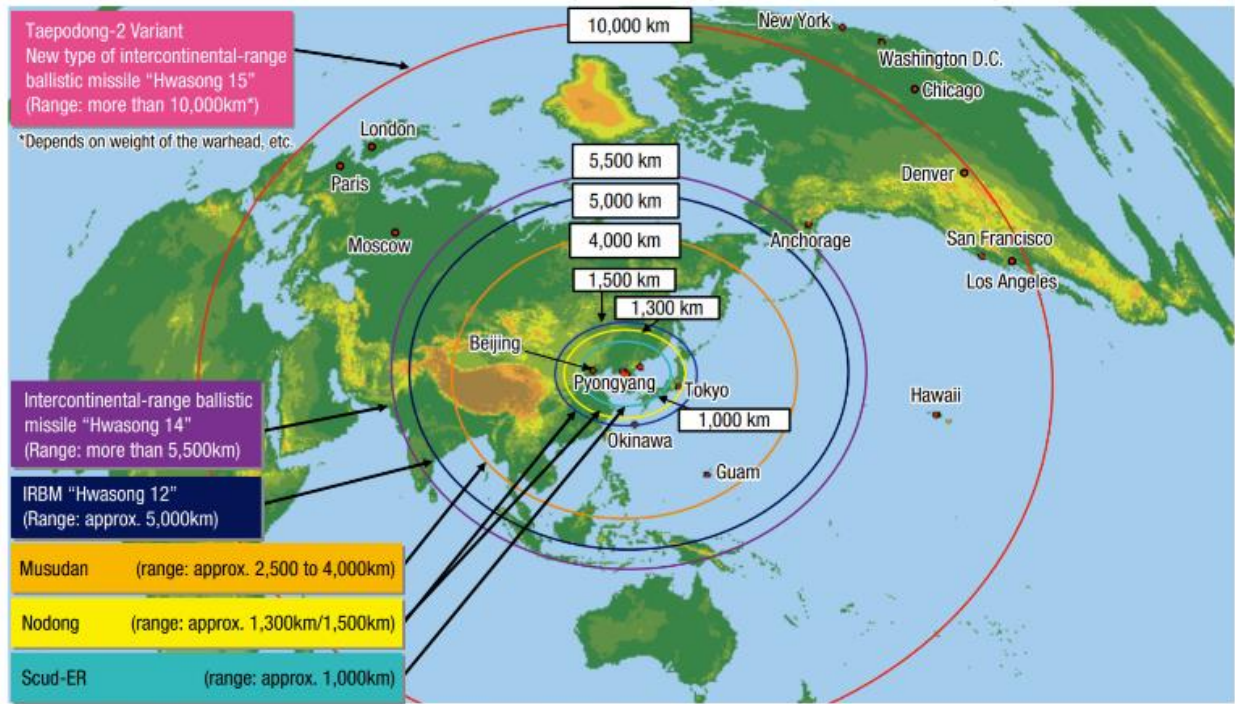 Taepodong-2 Variant
New type of intercontinental-range
ballistic missile “Hwasong 15”
(Range: more than 10,000km*)
*Depends on weight of the warhead, etc.
10,000 km
New York
Washington D.C.
Chicago
London
Paris
5,500 km
Denver
5,000 km
Moscow
4,000 km
Anchorage
San Francisco
Los Angeles
1,500 km
1,300 km
Beijing
Pyongyang
Tokyo
Hawaii
1,000 km
Okinawa
Guam
Intercontinental-range ballistic
missile “Hwasong 14”
(Range: more than 5,500km)
IRBM “Hwasong 12”
(Range: approx. 5,000km)
Musudan (range: approx. 2,500 to 4,000km)
Nodong (range: approx. 1,300km/1,500km)
Scud-ER (range: approx. 1,000km)